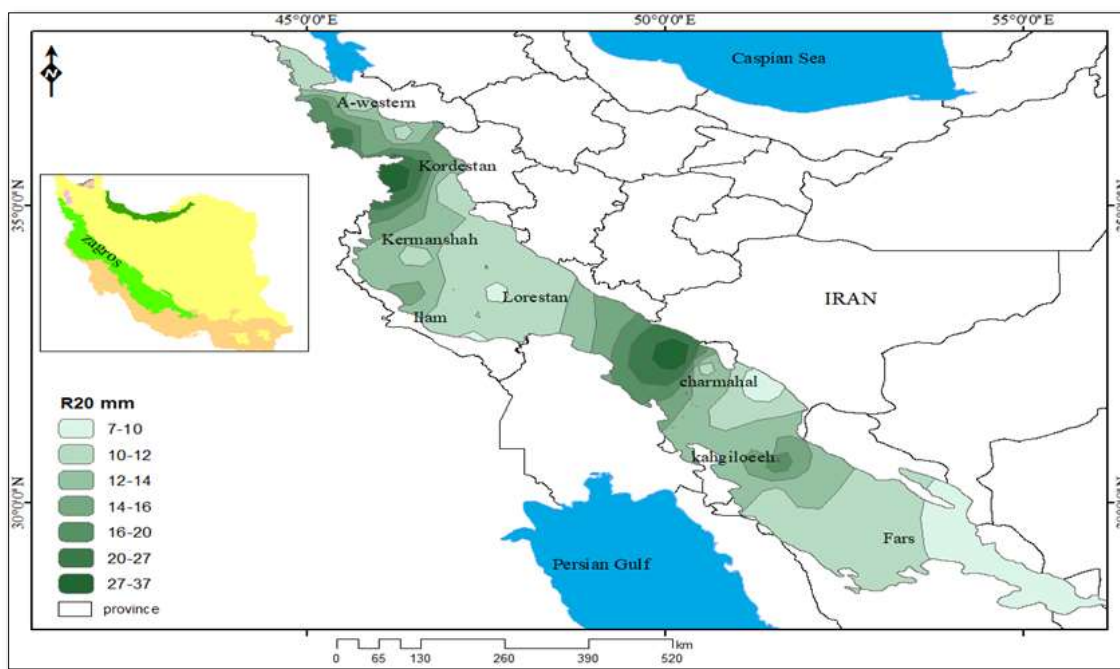 45°0'0"E 50°0'0"E 55°0'0"E
Caspian Sea
N
A-western
Kordestan
35°0'0"N
zagros
Kermanshah
Lorestan
IRAN
Ilam
charmahal
R20 mm
7-10
10-12
12-14
14-16
16-20
20-27
27-37
province
kahgiloeeh
30°0'0"N
Fars
Persian Gulf
km
0 65 130 260 390 520